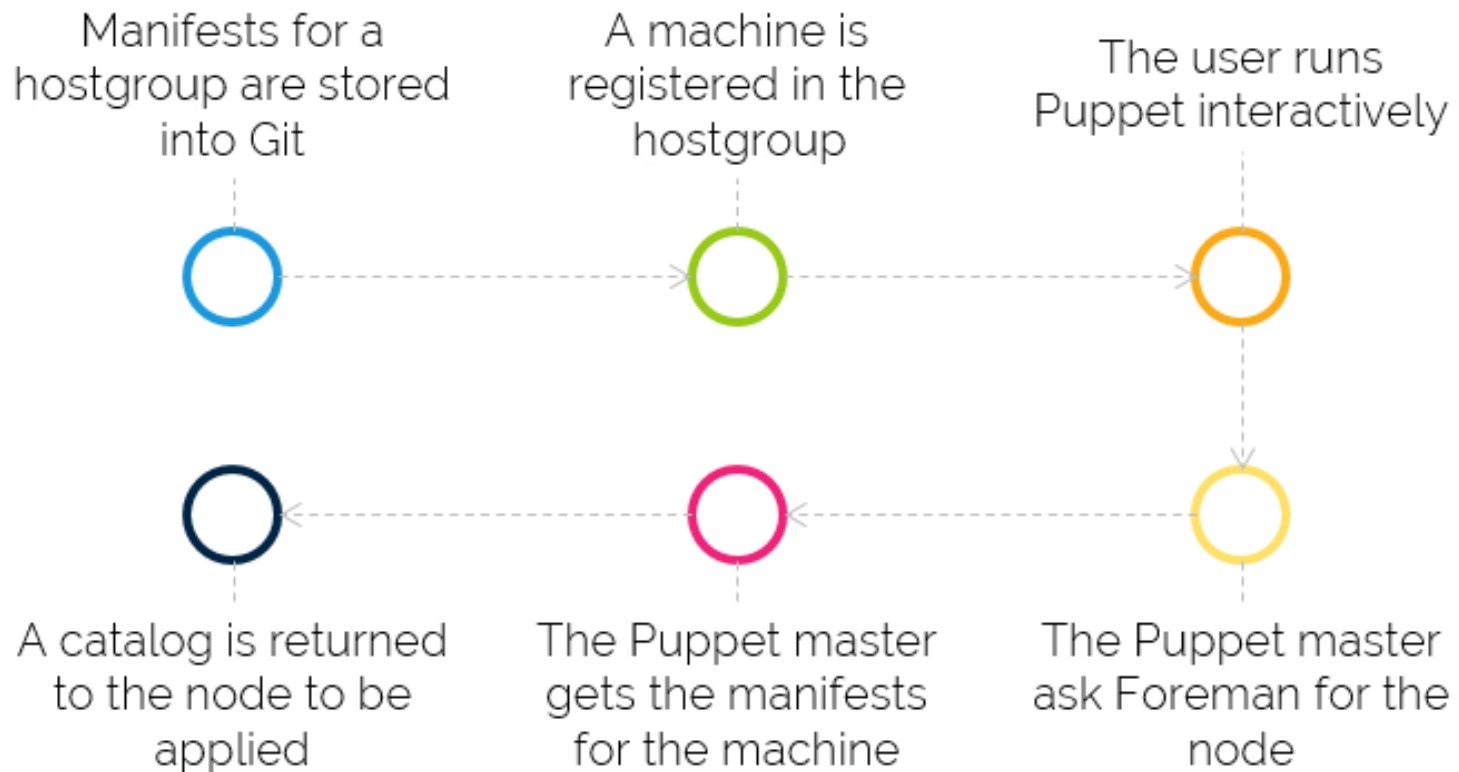 Manifests for a
hostgroup are stored
into Git
A machine is
registered in the
hostgroup
The user runs
Puppet interactively
A catalog is returned
to the node to be
applied
The Puppet master
gets the manifests
for the machine
The Puppet master
ask Foreman for the
node